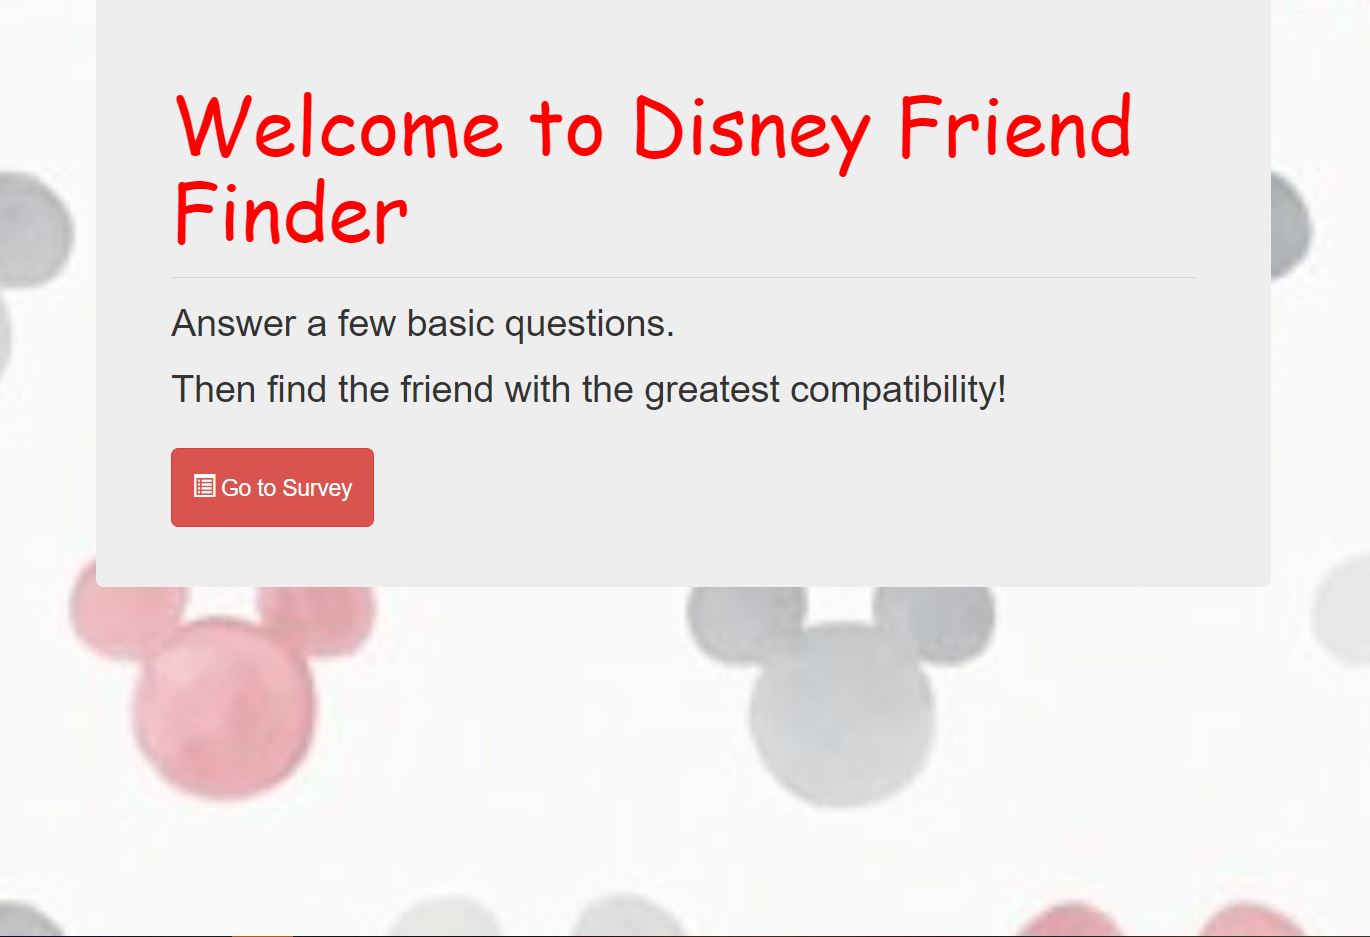 Welcome to Disney Friend
Finder
Answer a few basic questions.
Then find the friend with the greatest compatibility!
Go to Survey